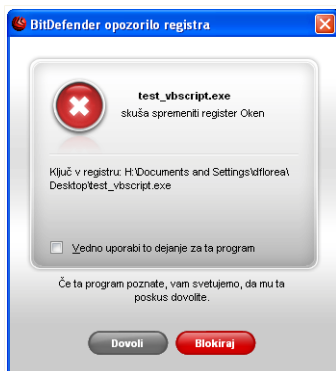 BitDefender opozorilo registra
test_vbscript.exe
skuša spremeniti register Oken
Ključ v registru: H:\Documents and Settings\dflorea\
Desktop\test_vbscript.exe
Vedno uporabi to dejanje za ta program
Če ta program poznate, vam svetujemo, da mu ta
poskus dovolite.
Dovoli
Blokiraj